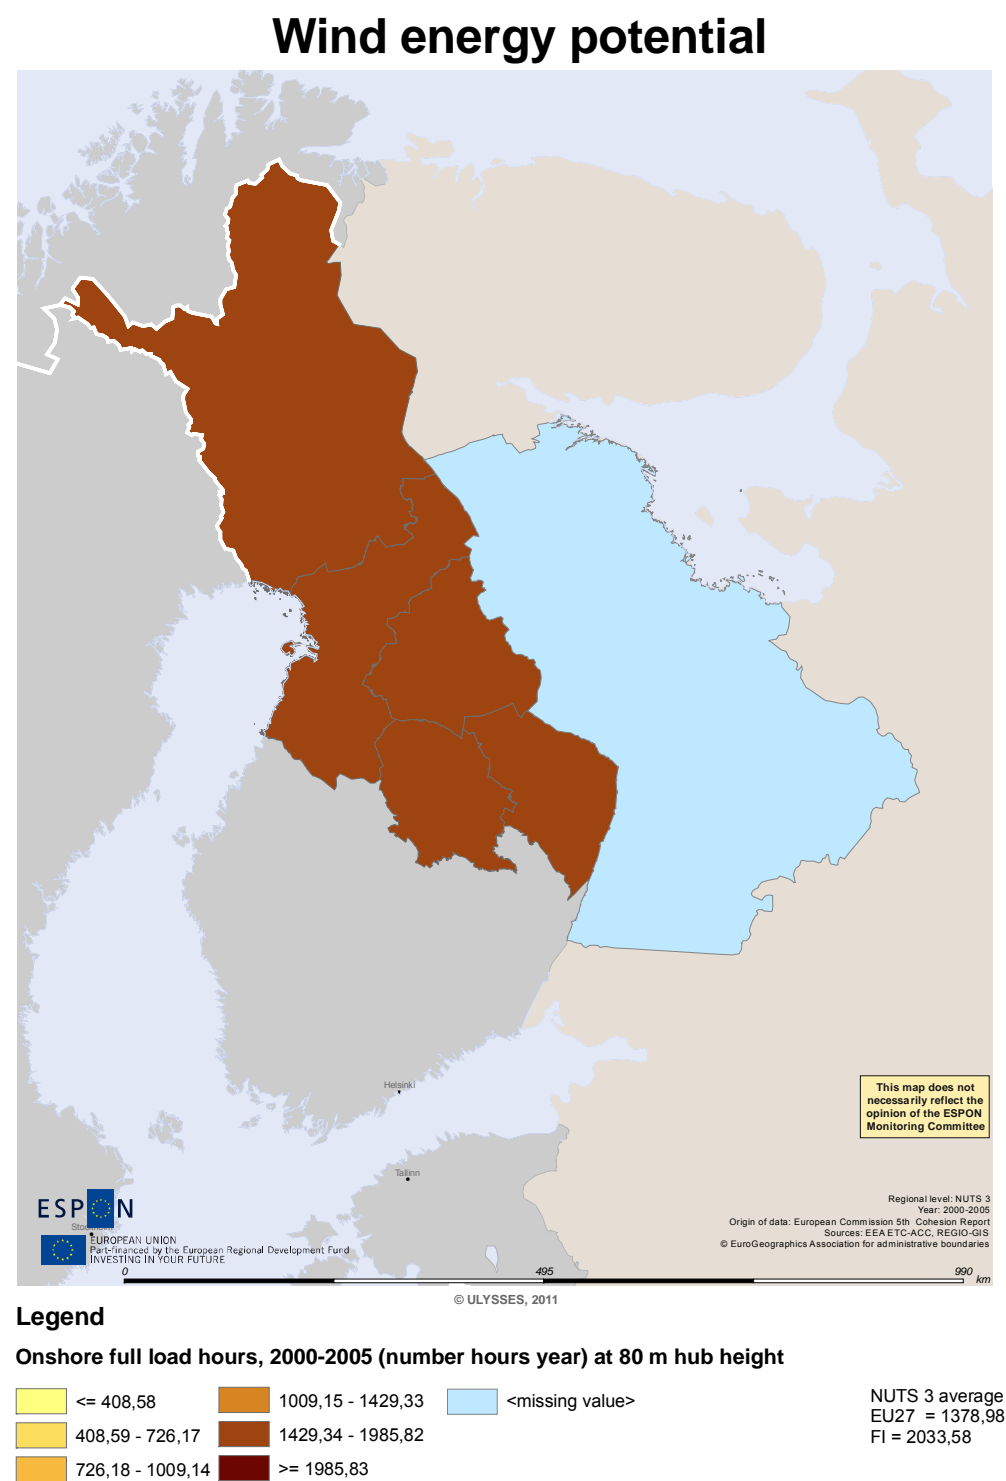 Wind energy potential
Helsinki
This map does not
necessarily reflect the
opinion of the ESPON
Monitoring Committee
Tallinn
ESPON
Regional level: NUTS 3
Year: 2000-2005
Origin of data: European Commission 5th Cohesion Report
Sources: EEA ETC-ACC, REGIO-GIS
© EuroGeographics Association for administrative boundaries
EUROPEAN UNION
Part-financed by the European Regional Development Fund
INVESTING IN YOUR FUTURE
0 495 990 km
© ULYSSES, 2011
Legend
Onshore full load hours, 2000-2005 (number hours year) at 80 m hub height
<= 408,58
408,59 - 726,17
726,18 - 1009,14
1009,15 - 1429,33
1429,34 - 1985,82
>= 1985,83
<missing value>
NUTS 3 average
EU27 = 1378,98
FI = 2033,58